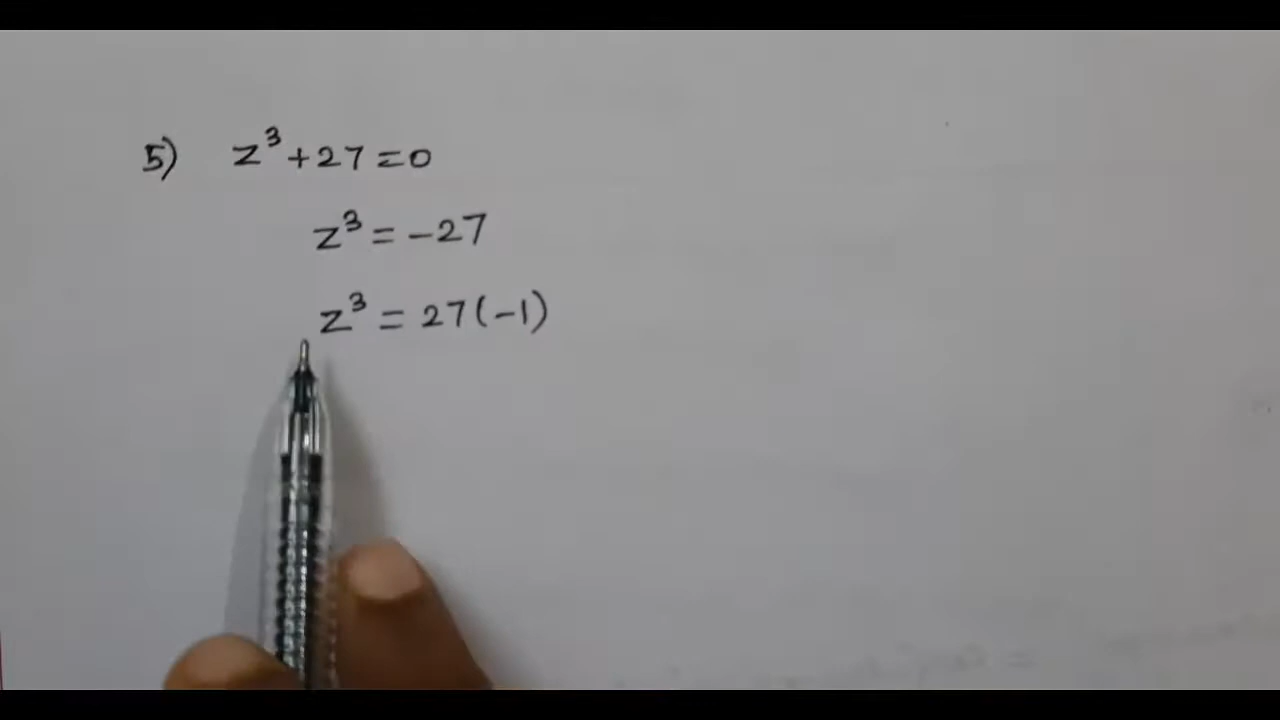 5) z³ + 27 = 0
z³ = -27
z³ = 27(-1)